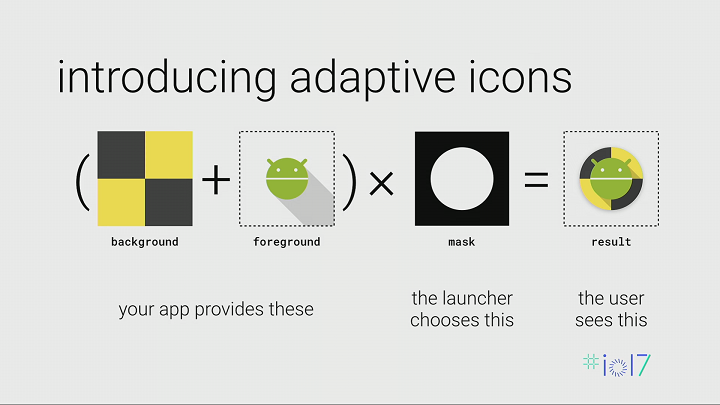 introducing adaptive icons
( + ) × =
background foreground mask result
your app provides these
the launcher
chooses this
the user
sees this
#io17